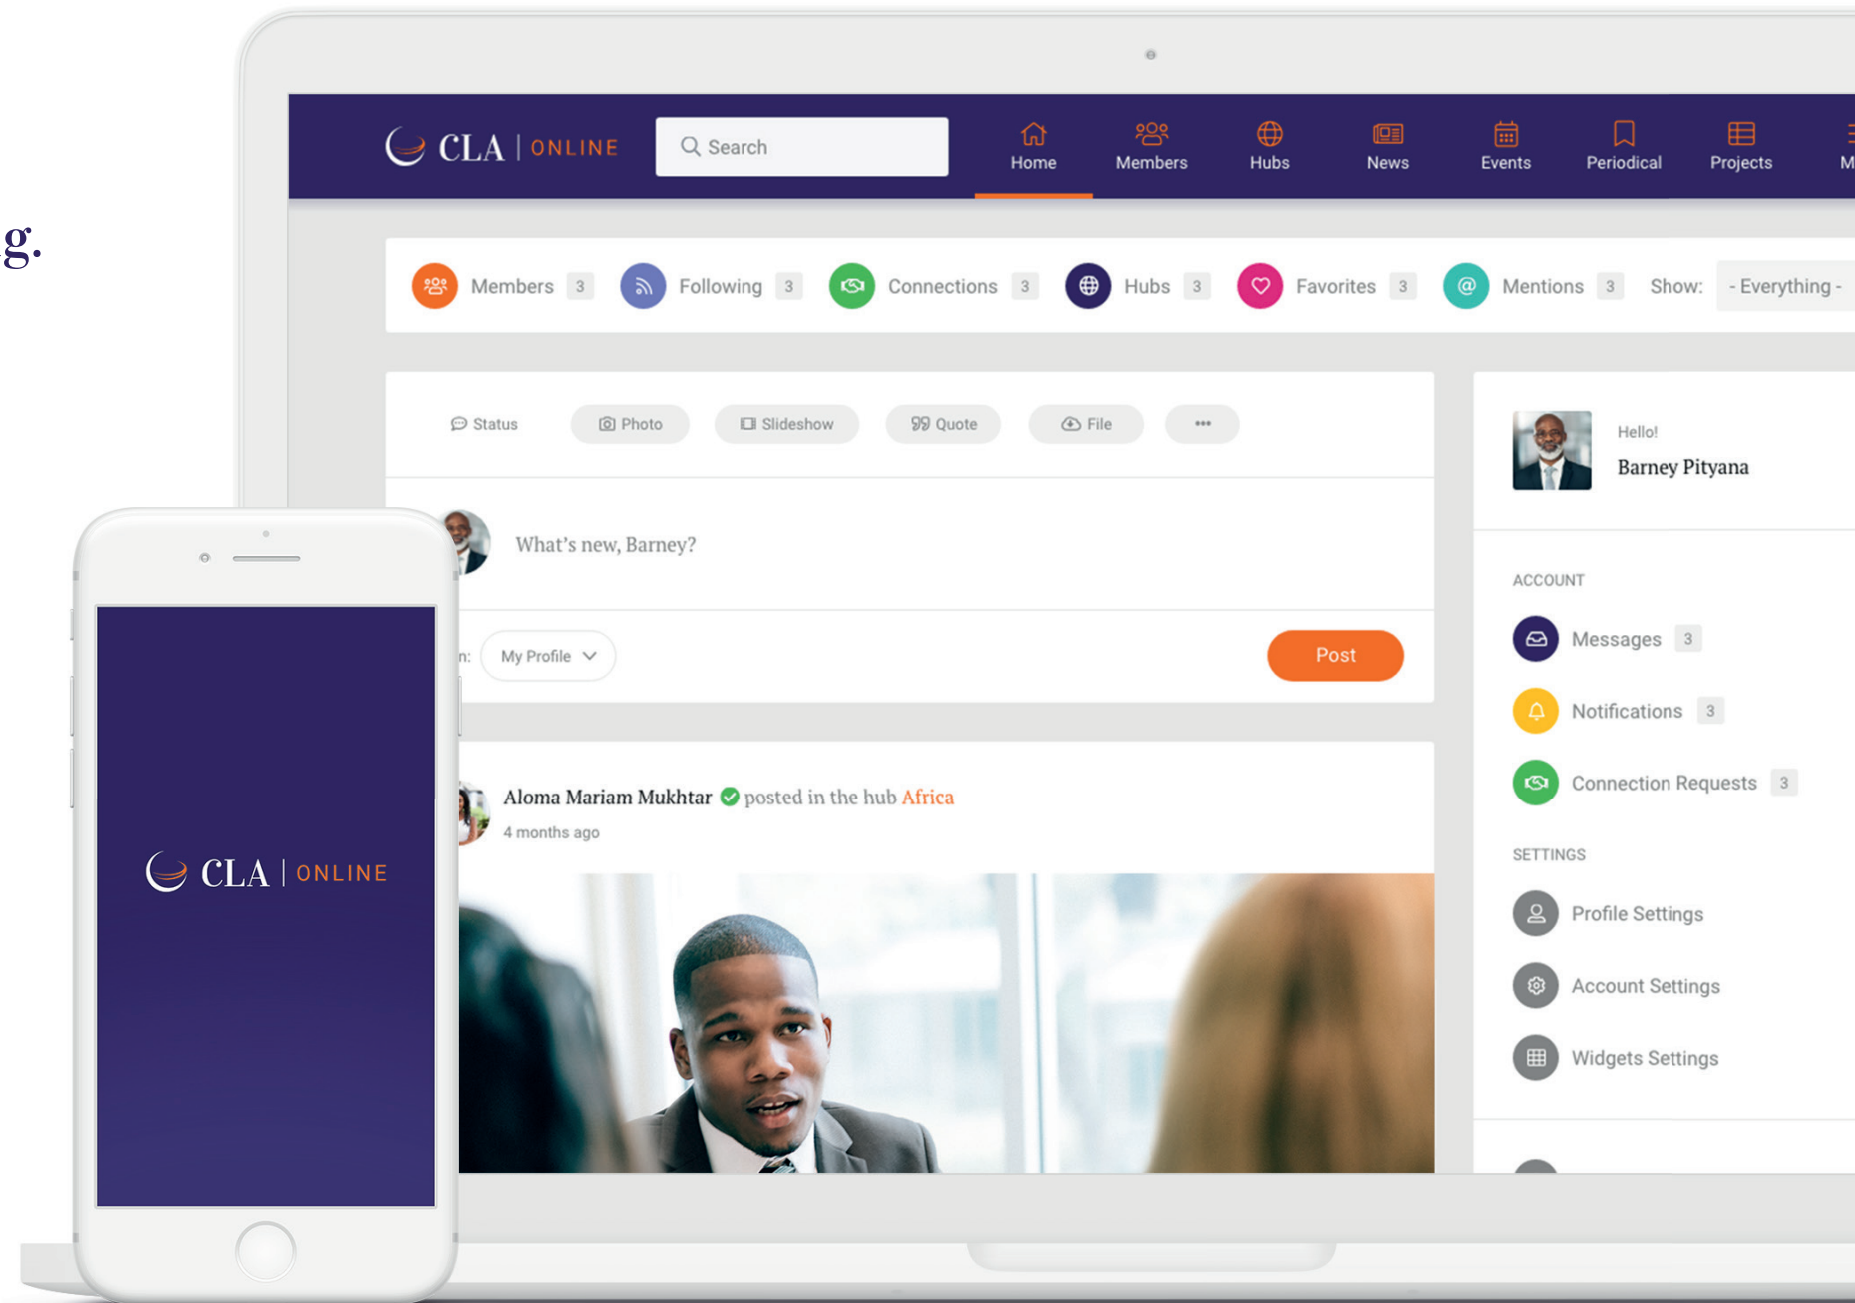 g.
CLA | ONLINE
Search
Home
Members
Hubs
News
Events
Periodical
Projects
M
Members 3
Following 3
Connections 3
Hubs 3
Favorites 3
Mentions 3
Show: - Everything -
Status
Photo
Slideshow
Quote
File
What's new, Barney?
n: My Profile
Post
Aloma Mariam Mukhtar posted in the hub Africa
4 months ago
Hello!
Barney Pityana
ACCOUNT
Messages 3
Notifications 3
Connection Requests 3
SETTINGS
Profile Settings
Account Settings
Widgets Settings
CLA | ONLINE